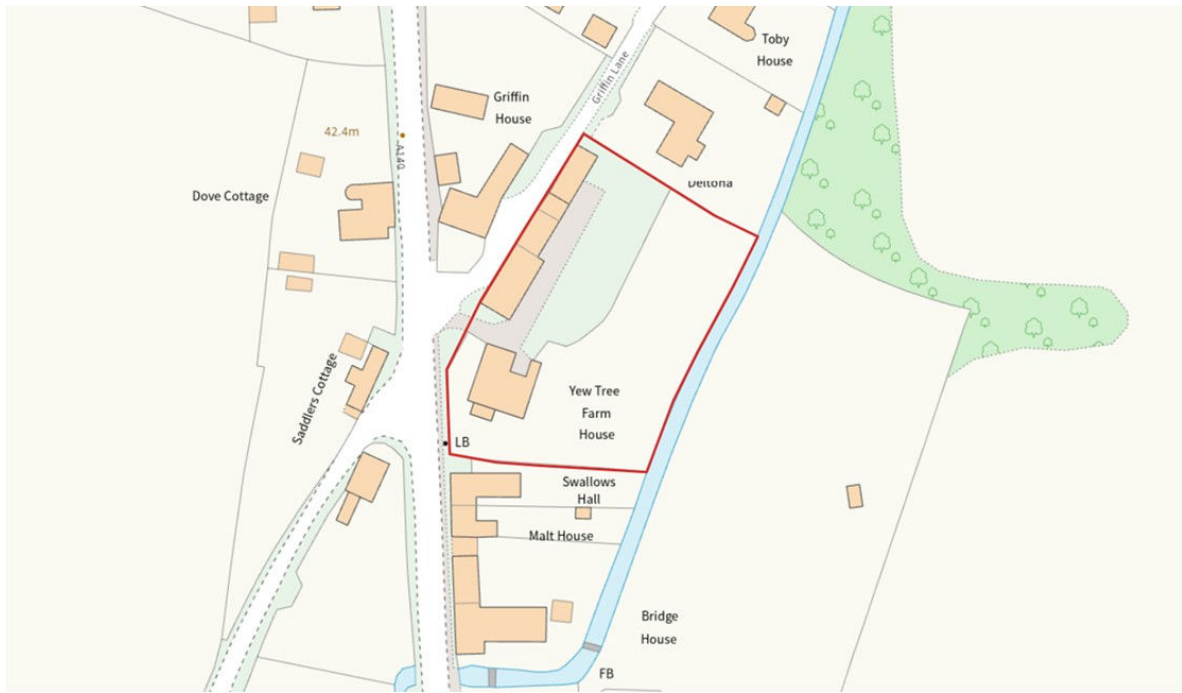 Toby
House
Griffin Lane
Griffin
House
42.4m
A140
Deltona
Dove Cottage
Saddlers Cottage
Yew Tree
Farm
House
LB
Swallows
Hall
Malt House
Bridge
House
FB